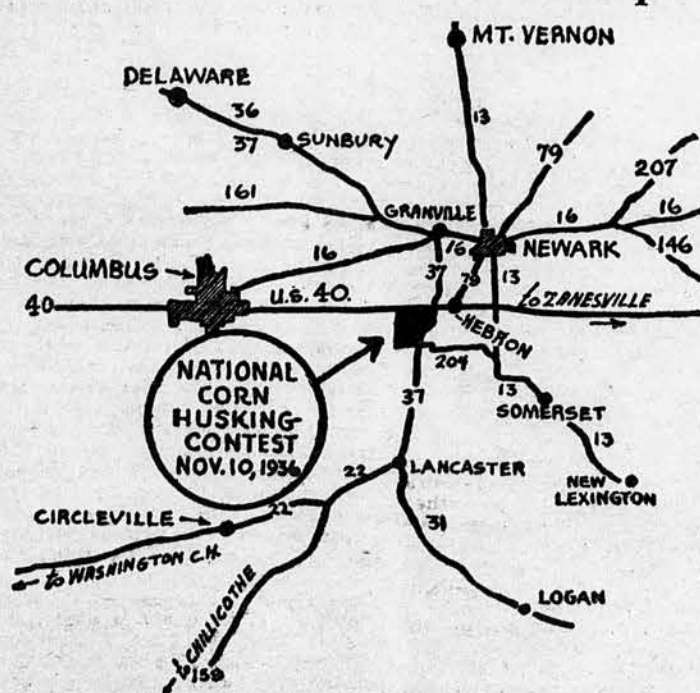 MT. VERNON
DELAWARE
36
37
SUNBURY
13
79
207
161
GRANVILLE
16
16
16
16
NEWARK
146
COLUMBUS
37
79
13
40
U.S. 40.
to ZANESVILLE
HEBRON
204
NATIONAL
CORN
HUSKING-
CONTEST
NOV. 10, 1936
37
13
SOMERSET
13
22
LANCASTER
NEW
LEXINGTON
CIRCLEVILLE
22
31
to WASHINGTON C.H.
to CHILLICOTHE
159
LOGAN